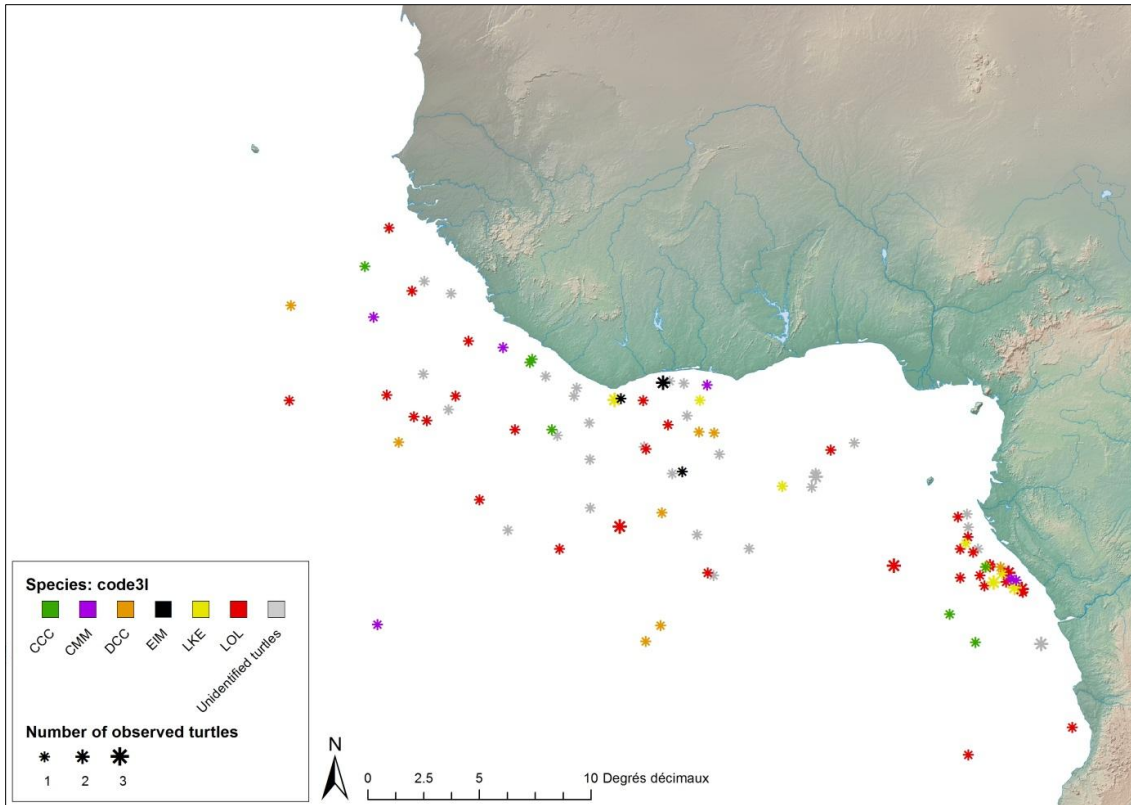 Species: code3l
CCC CMM DCC EIM LKE LOL Unidentified turtles
Number of observed turtles
1 2 3
N
0 2.5 5 10 Degrés décimaux